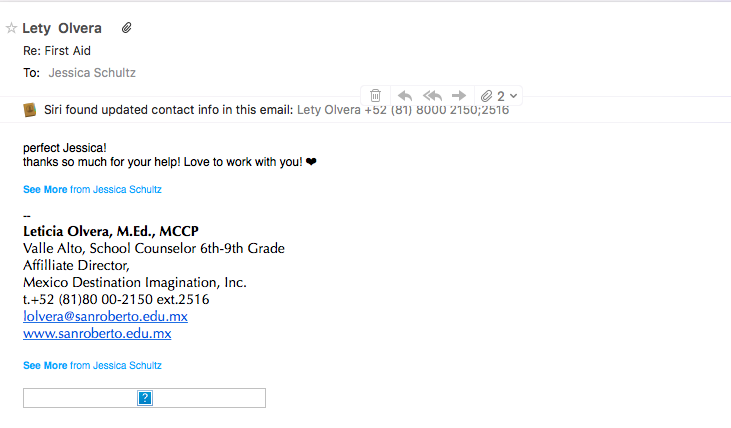 Lety Olvera
Re: First Aid
To: Jessica Schultz
2
Siri found updated contact info in this email: Lety Olvera +52 (81) 8000 2150;2516
perfect Jessica!
thanks so much for your help! Love to work with you! ❤
See More from Jessica Schultz
--
Leticia Olvera, M.Ed., MCCP
Valle Alto, School Counselor 6th-9th Grade
Affilliate Director,
Mexico Destination Imagination, Inc.
t.+52 (81)80 00-2150 ext.2516
lolvera@sanroberto.edu.mx
www.sanroberto.edu.mx
See More from Jessica Schultz
?